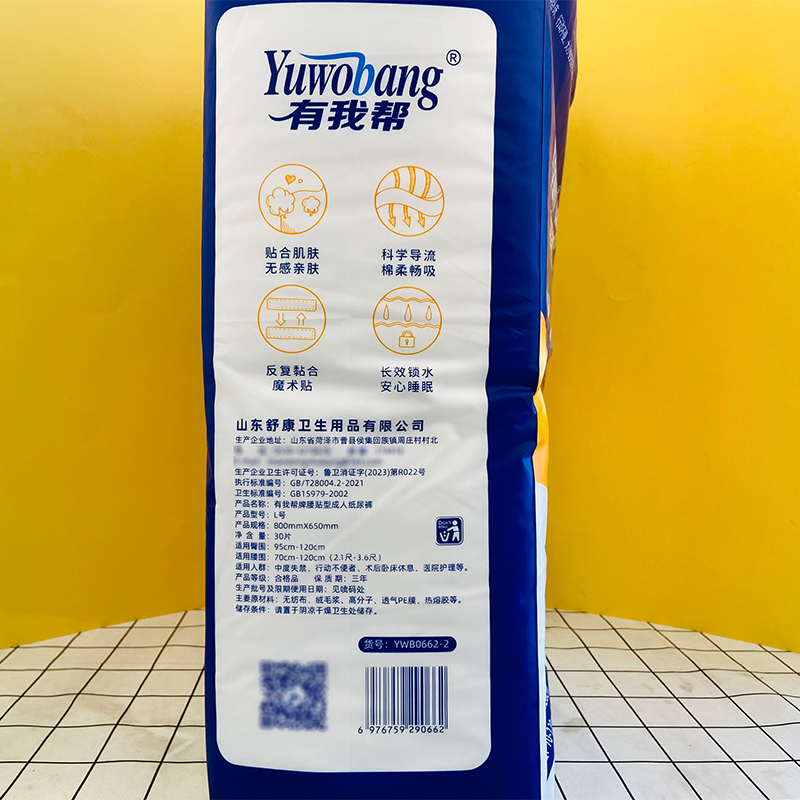 Yuwobang®
有我帮
贴合肌肤
无感亲肤
科学导流
棉柔畅吸
反复黏合
魔术贴
长效锁水
安心睡眠
山东舒康卫生用品有限公司
生产企业地址：山东省菏泽市曹县侯集回族镇周庄村村北
生产企业卫生许可证号：鲁卫消证字(2023)第R022号
执行标准编号：GB/T28004.2-2021
卫生标准编号：GB15979-2002
产品名称：有我帮牌腰贴型成人纸尿裤
产品型号：L号
产品规格：800mmX650mm
净 含 量：30片
适用臀围：95cm-120cm
适用腰围：70cm-120cm（2.1尺-3.6尺）
适用人群：中度失禁、行动不便者、术后卧床休息、医院护理等。
产品等级：合格品 保 质 期：三年
生产批号及限期使用日期：见喷码处
主要原材料：无纺布、绒毛浆、高分子、透气PE膜、热熔胶等。
储存条件：请置于阴凉干燥卫生处储存。
货号：YWB0662-2
6 976759 290662